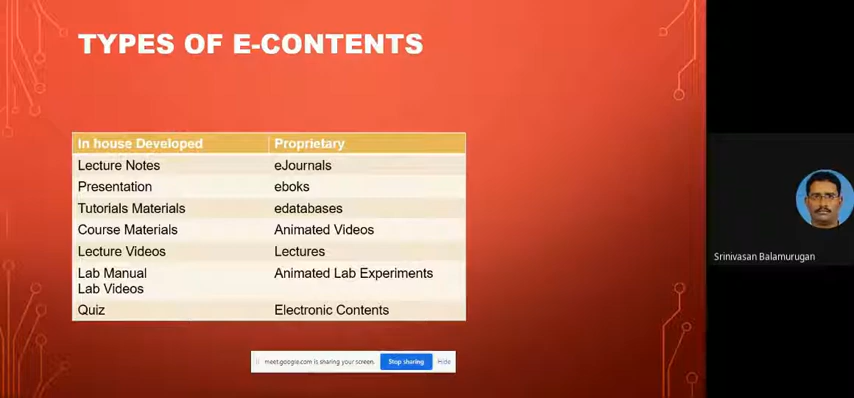 TYPES OF E-CONTENTS
In house Developed Proprietary
Lecture Notes eJournals
Presentation eboks
Tutorials Materials edatabases
Course Materials Animated Videos
Lecture Videos Lectures
Lab Manual Animated Lab Experiments
Lab Videos
Quiz Electronic Contents
meet.google.com is sharing your screen. Stop sharing Hide
Srinivasan Balamurugan